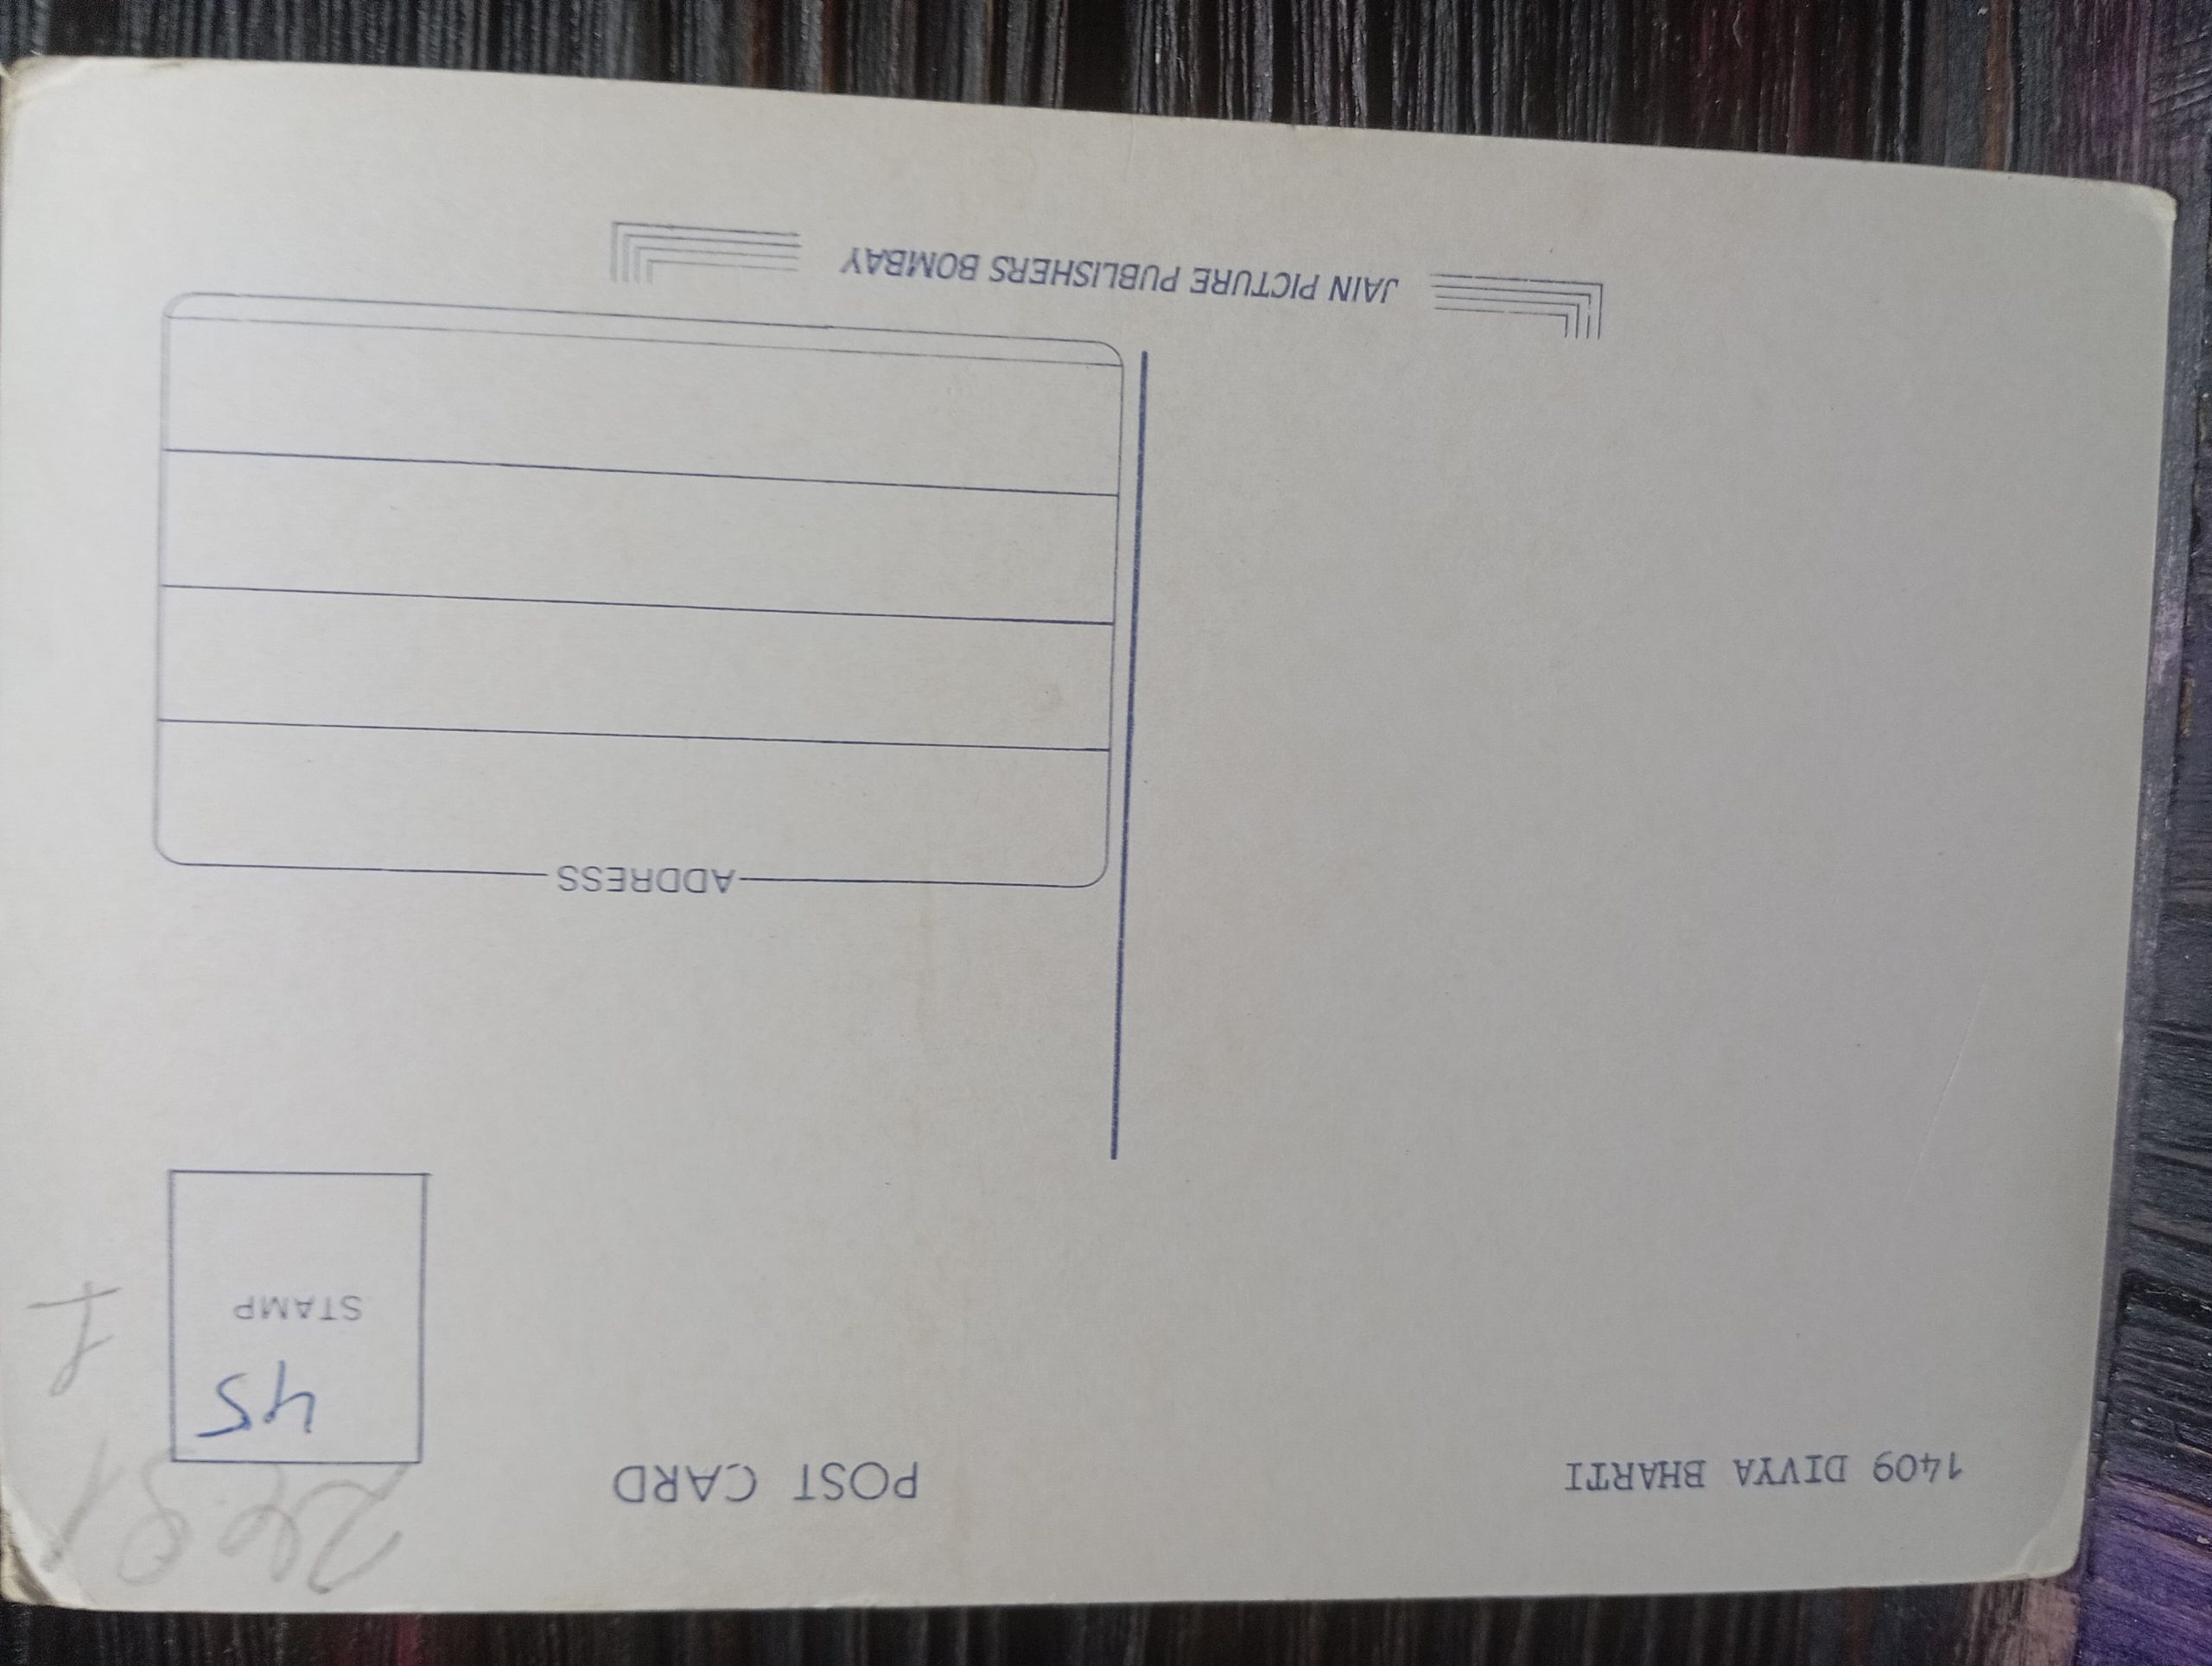 1409 DIVYA BHARTI
POST CARD
45
STAMP
ADDRESS
JAIN PICTURE PUBLISHERS BOMBAY